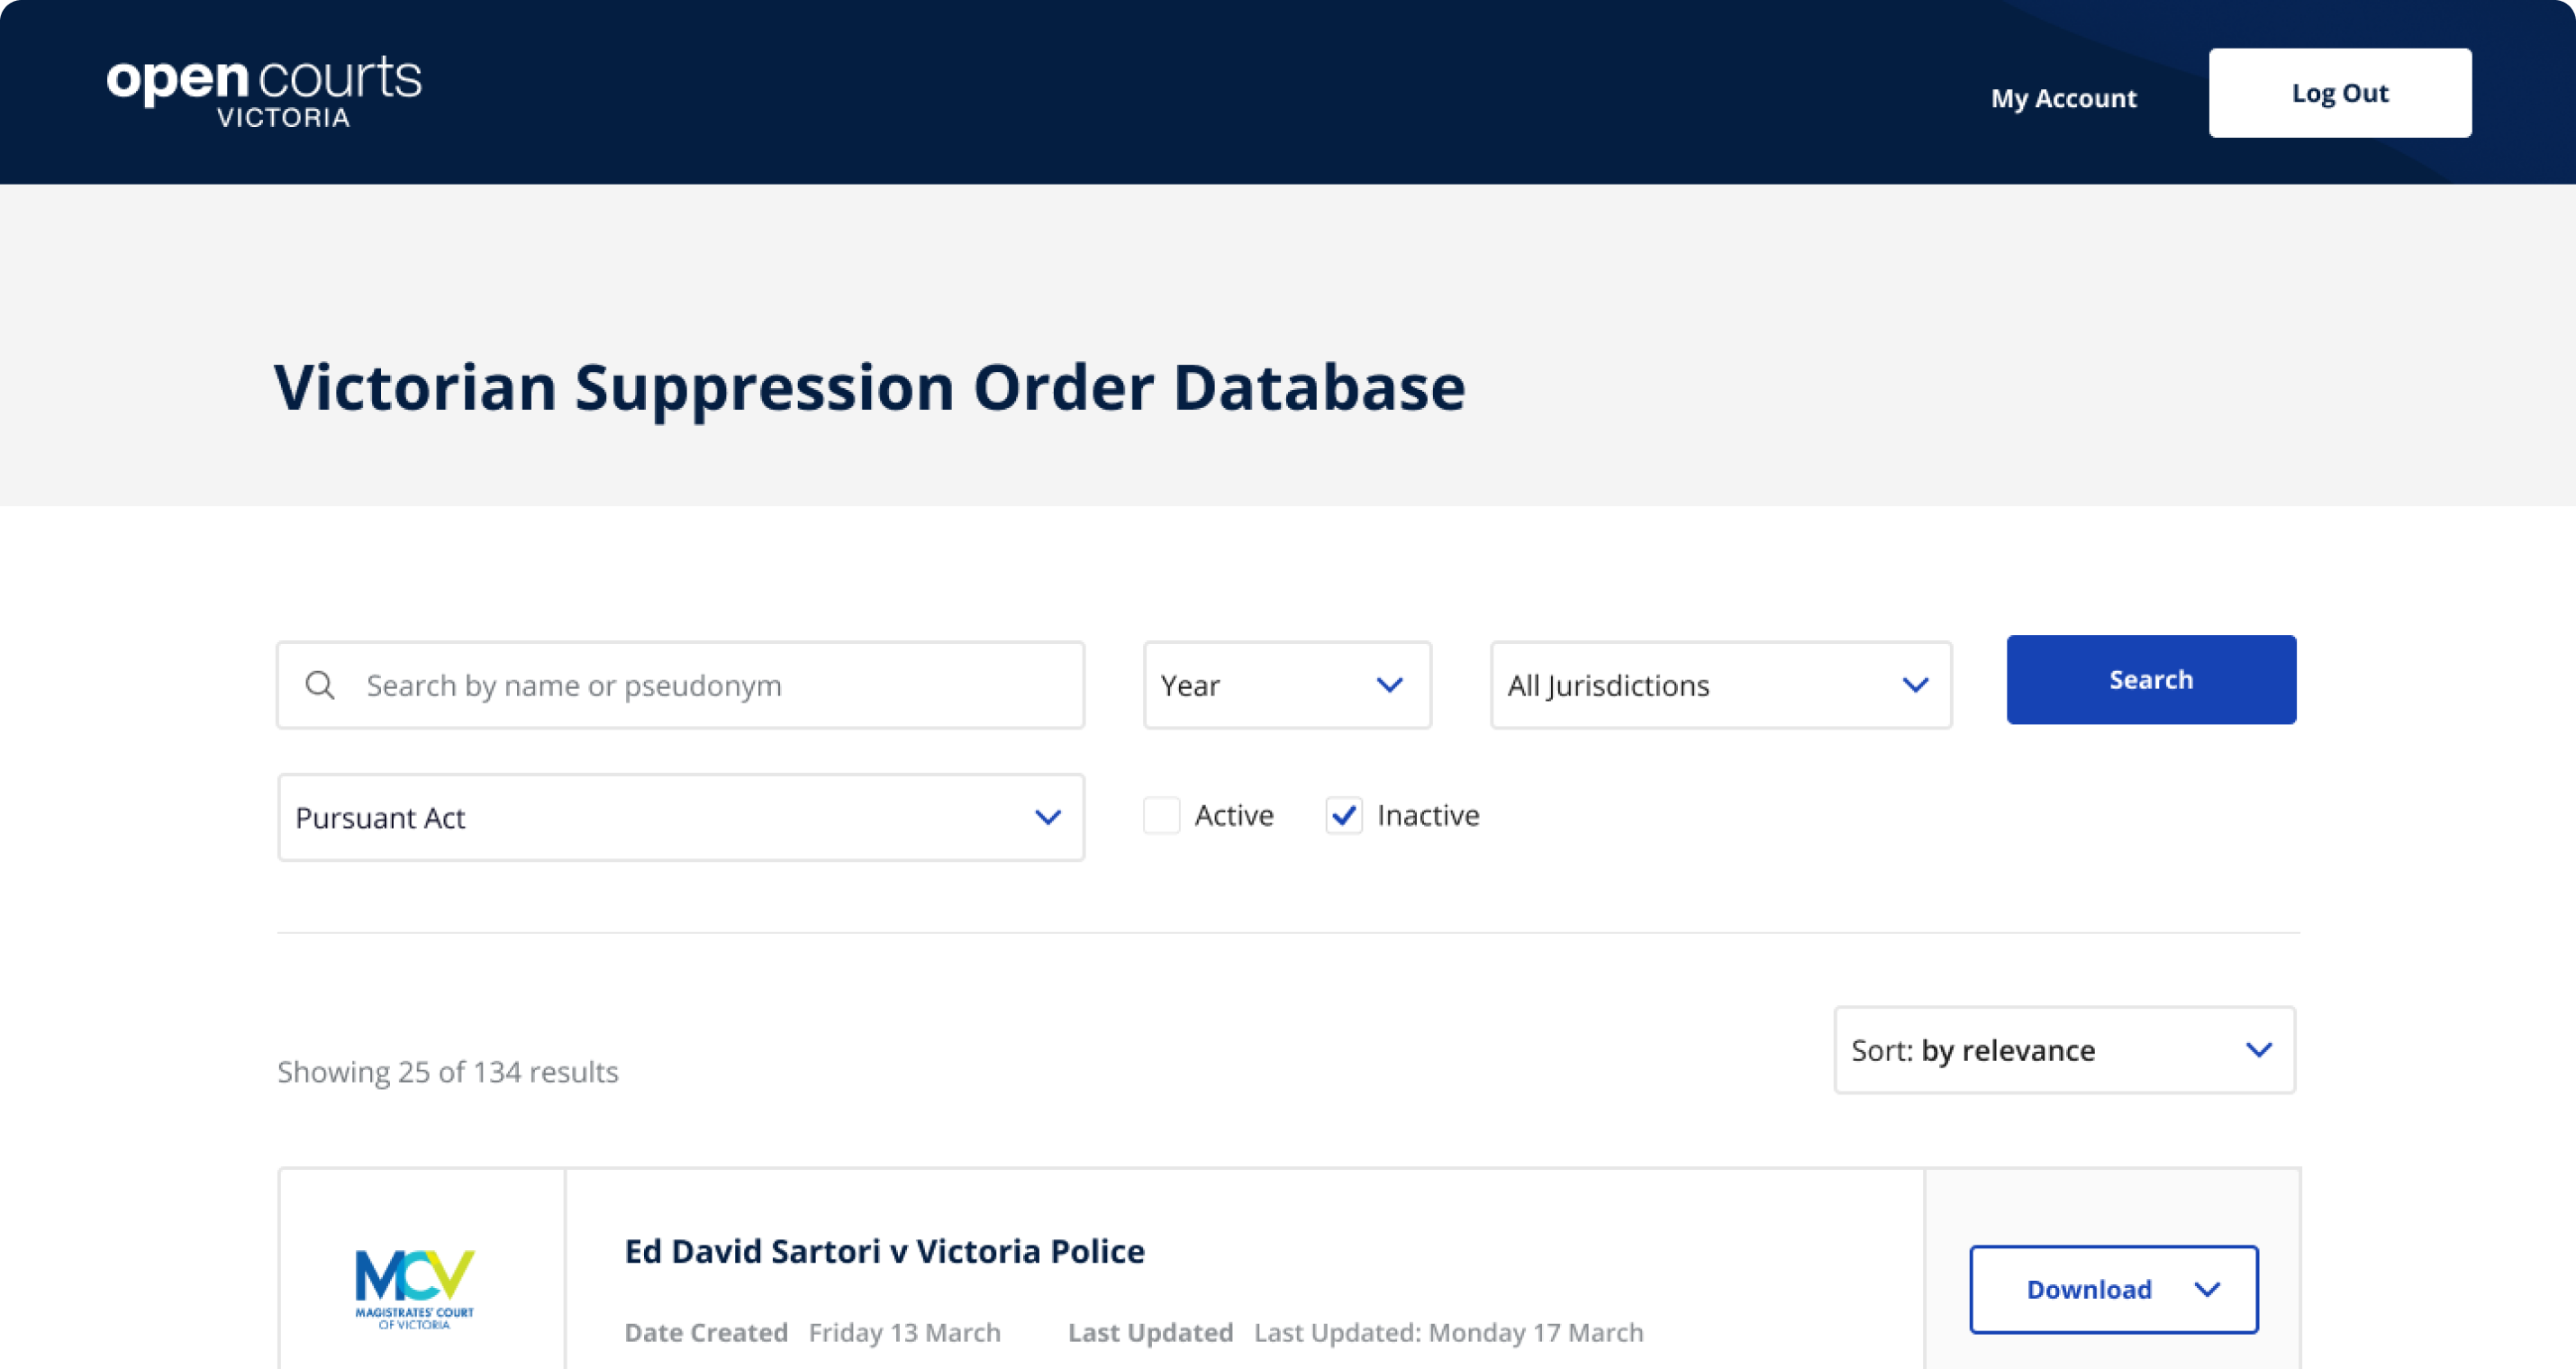 open courts
VICTORIA
My Account
Log Out
Victorian Suppression Order Database
Search by name or pseudonym
Year
All Jurisdictions
Search
Pursuant Act
Active
Inactive
Showing 25 of 134 results
Sort: by relevance
MCV
MAGISTRATES' COURT
OF VICTORIA
Ed David Sartori v Victoria Police
Date Created Friday 13 March Last Updated Last Updated: Monday 17 March
Download